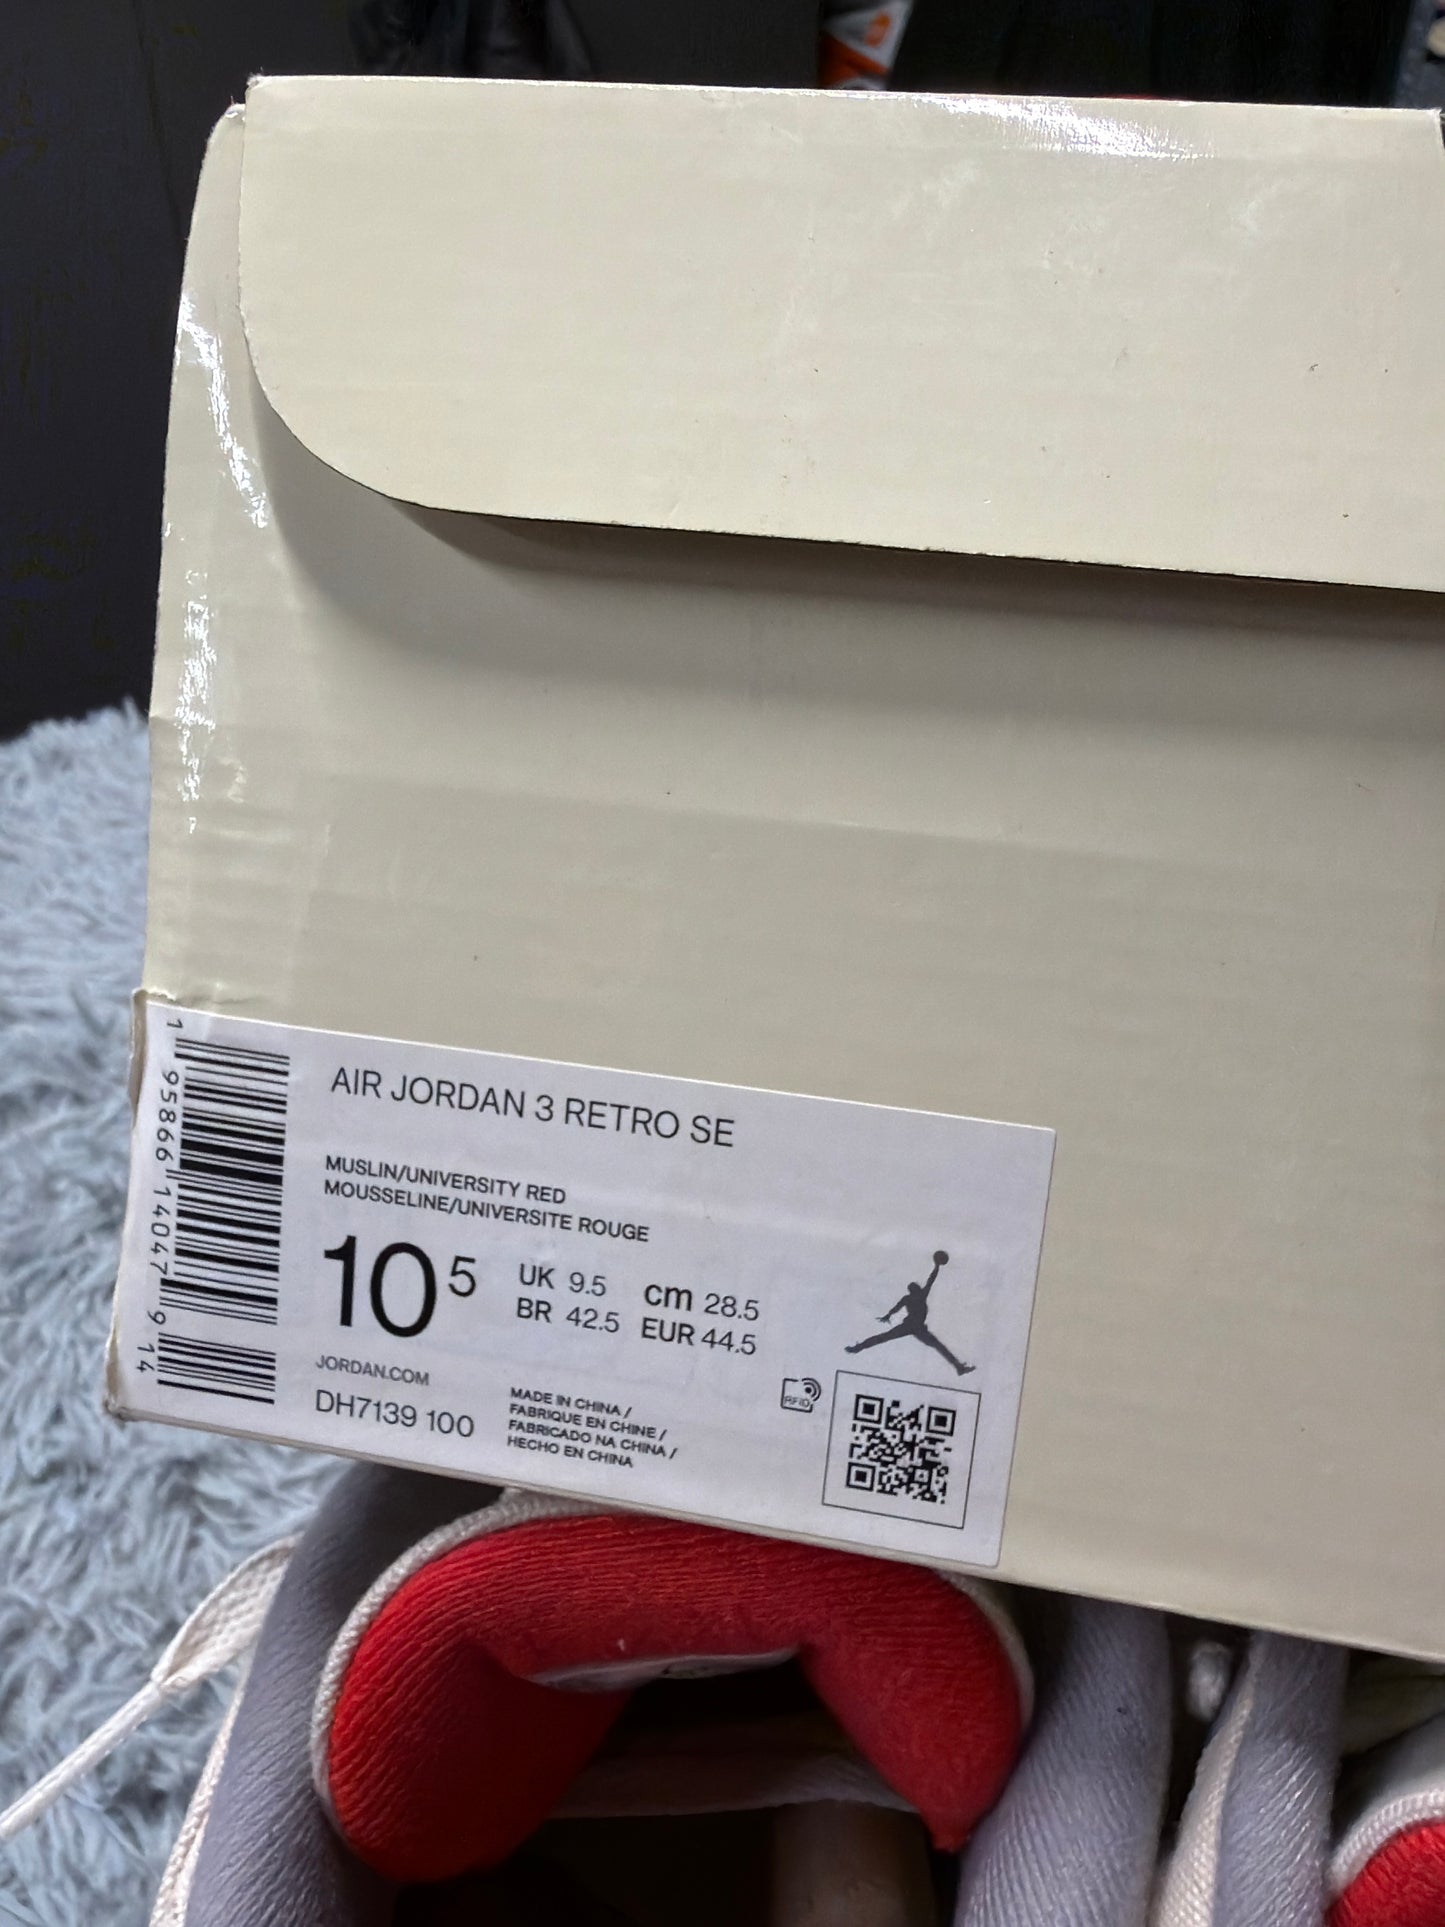 AIR JORDAN 3 RETRO SE
MUSLIN/UNIVERSITY RED
MOUSSELINE/UNIVERSITE ROUGE
10 5
UK 9.5 cm 28.5
BR 42.5 EUR 44.5
JORDAN.COM
DH7139 100
MADE IN CHINA /
FABRIQUE EN CHINE /
FABRICADO NA CHINA /
HECHO EN CHINA
RFID
1 95866 14047 9 14